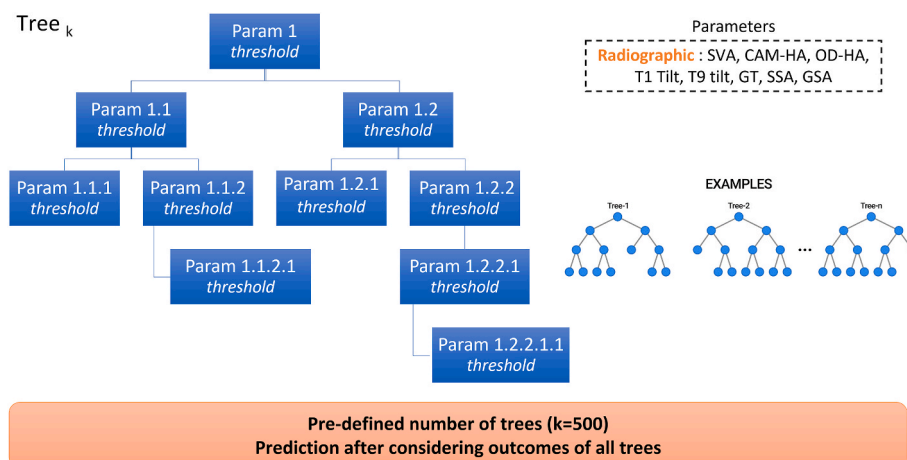 Tree k
Param 1
threshold
Param 1.1
threshold
Param 1.2
threshold
Param 1.1.1
threshold
Param 1.1.2
threshold
Param 1.2.1
threshold
Param 1.2.2
threshold
Param 1.1.2.1
threshold
Param 1.2.2.1
threshold
Param 1.2.2.1.1
threshold
Parameters
Radiographic : SVA, CAM-HA, OD-HA,
T1 Tilt, T9 tilt, GT, SSA, GSA
EXAMPLES
Tree-1
Tree-2
...
Tree-n
Pre-defined number of trees (k=500)
Prediction after considering outcomes of all trees